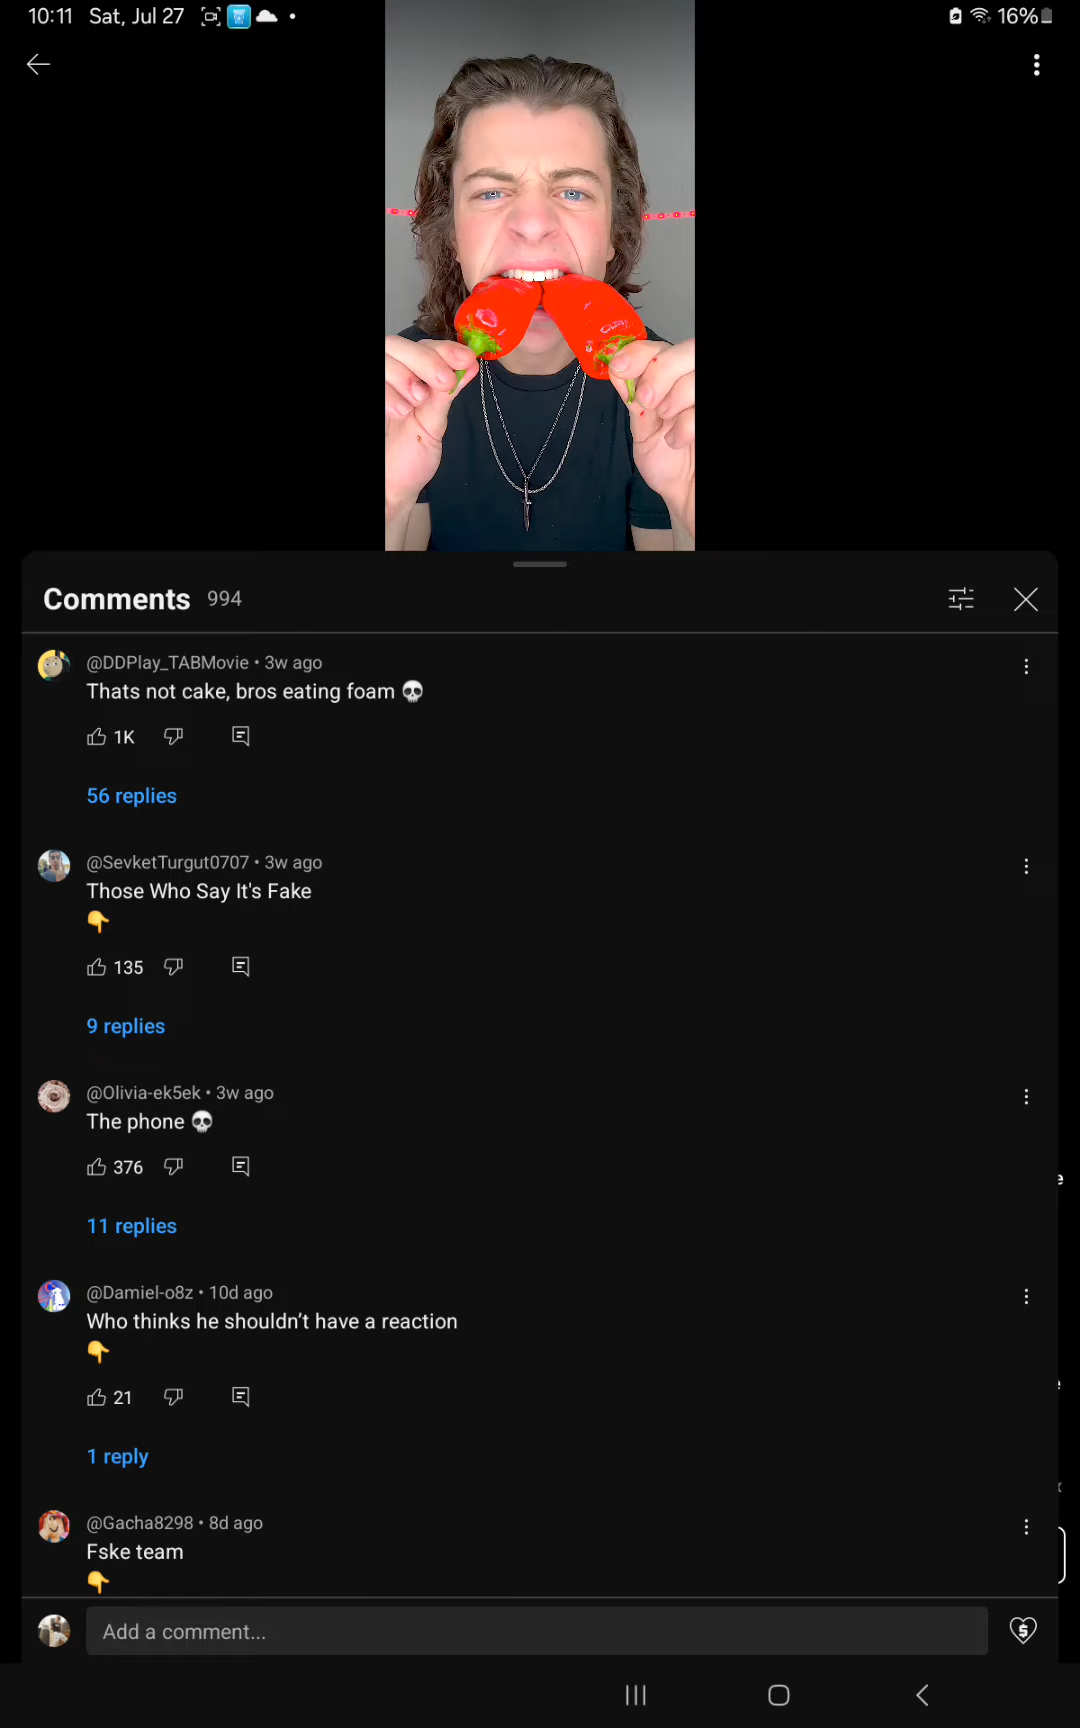 10:11 Sat, Jul 27
16%
Comments 994
@DDPlay_TABMovie • 3w ago
Thats not cake, bros eating foam 💀
1K
56 replies
@SevketTurgut0707 • 3w ago
Those Who Say It's Fake
👇
135
9 replies
@Olivia-ek5ek • 3w ago
The phone 💀
376
11 replies
@Damiel-o8z • 10d ago
Who thinks he shouldn’t have a reaction
👇
21
1 reply
@Gacha8298 • 8d ago
Fske team
👇
Add a comment...